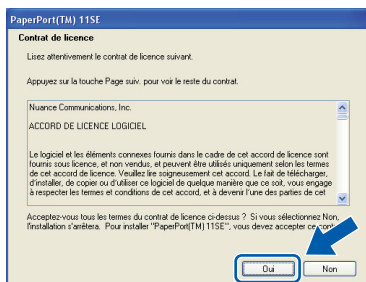 PaperPort(TM) 11SE
Contrat de licence
Lisez attentivement le contrat de licence suivant.
Appuyez sur la touche Page suiv. pour voir le reste du contrat.
Nuance Communications, Inc.
ACCORD DE LICENCE LOGICIEL
Le logiciel et les éléments connexes fournis dans le cadre de cet accord de licence sont
fournis sous licence, et non vendus, et peuvent être utilisés uniquement selon les termes
de cet accord de licence. Veuillez lire soigneusement cet accord. Le fait de télécharger,
d'installer, de copier ou d'utiliser ce logiciel de quelque manière que ce soit, vous engage
à respecter les termes et conditions de cet accord, et à devenir l'une des parties de cet
Acceptez-vous tous les termes du contrat de licence ci-dessus ? Si vous sélectionnez Non,
l'installation s'arrêtera. Pour installer "PaperPort(TM) 11SE", vous devez accepter ce
Oui
Non